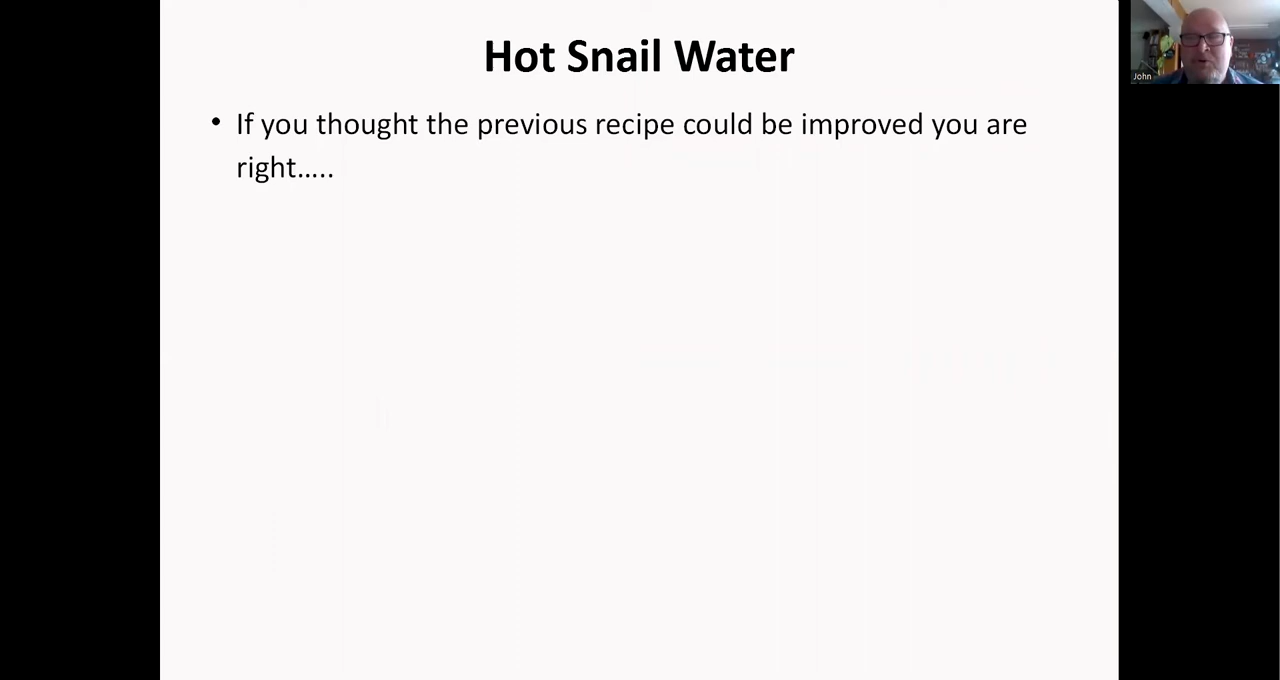 Hot Snail Water
• If you thought the previous recipe could be improved you are
right.....
John